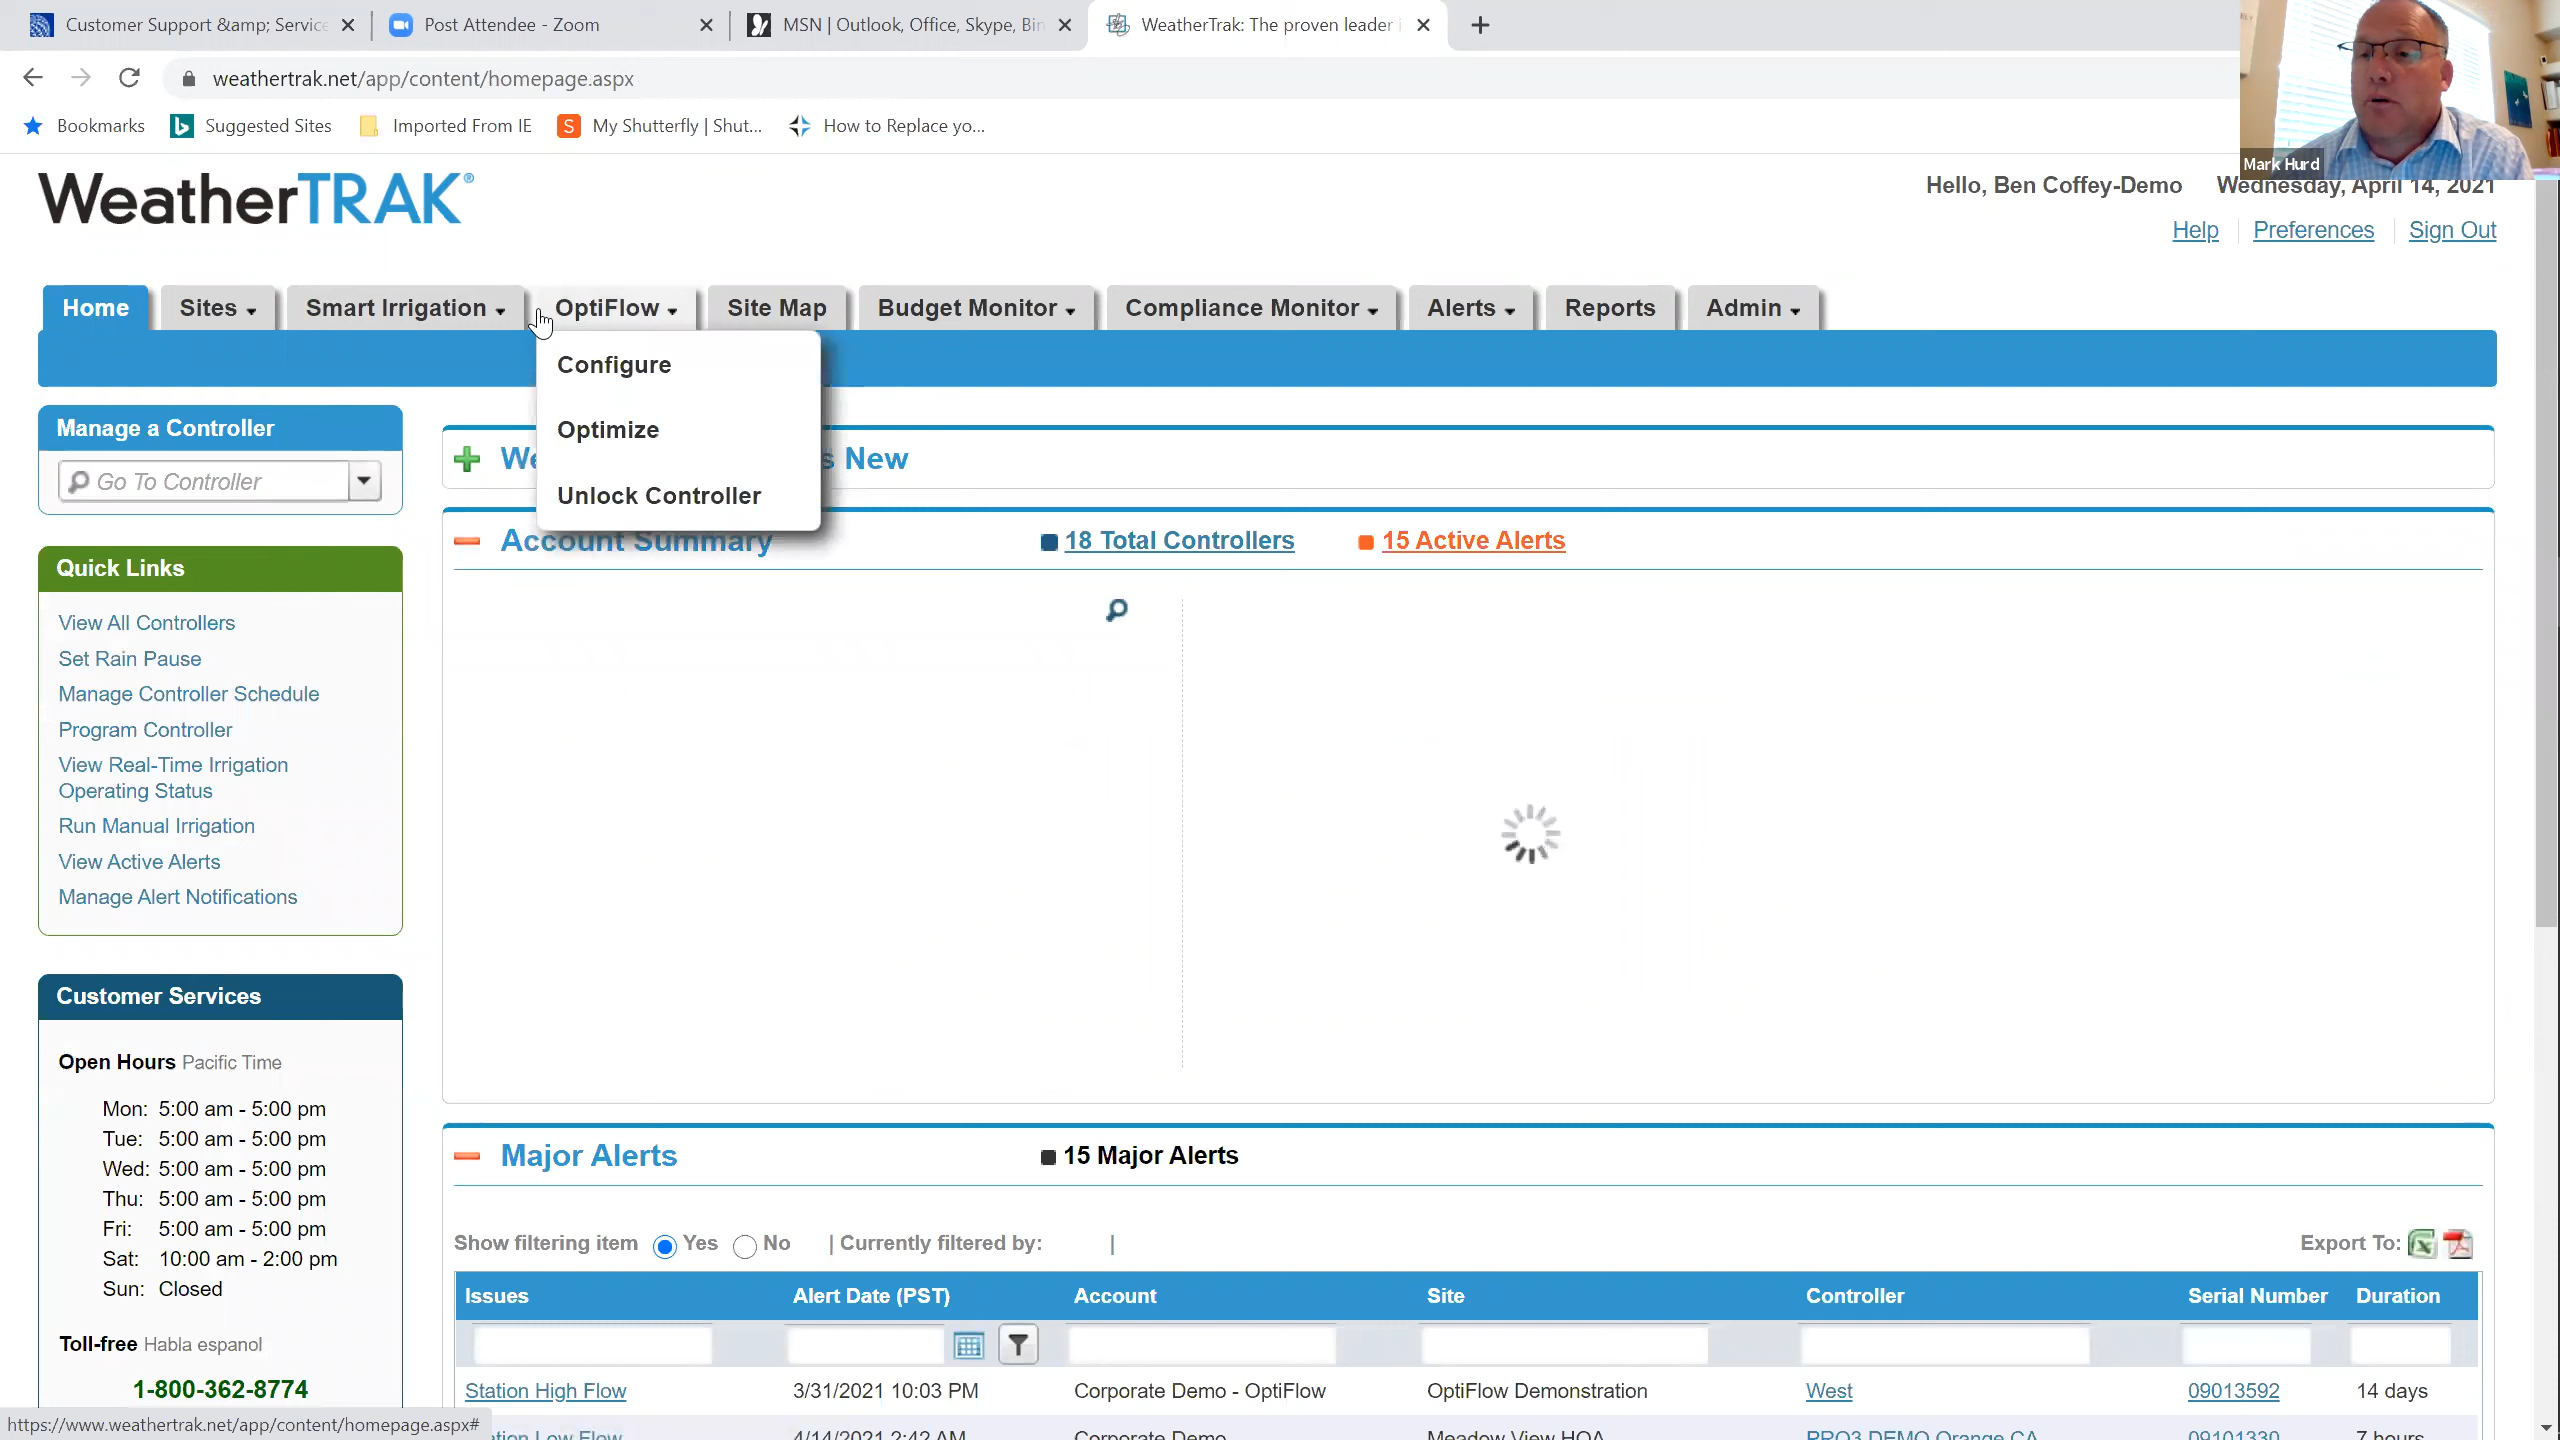 Customer Support &amp; Service
Post Attendee - Zoom
MSN | Outlook, Office, Skype, Bin
WeatherTrak: The proven leader i
weathertrak.net/app/content/homepage.aspx
Bookmarks
Suggested Sites
Imported From IE
My Shutterfly | Shut...
How to Replace yo...
Mark Hurd
WeatherTRAK®
Hello, Ben Coffey-Demo
Wednesday, April 14, 2021
Help
Preferences
Sign Out
Home
Sites
Smart Irrigation
OptiFlow
Site Map
Budget Monitor
Compliance Monitor
Alerts
Reports
Admin
Configure
Optimize
Unlock Controller
Manage a Controller
Go To Controller
We
s New
Account Summary
18 Total Controllers
15 Active Alerts
Quick Links
View All Controllers
Set Rain Pause
Manage Controller Schedule
Program Controller
View Real-Time Irrigation
Operating Status
Run Manual Irrigation
View Active Alerts
Manage Alert Notifications
Customer Services
Open Hours Pacific Time
Mon: 5:00 am - 5:00 pm
Tue: 5:00 am - 5:00 pm
Wed: 5:00 am - 5:00 pm
Thu: 5:00 am - 5:00 pm
Fri: 5:00 am - 5:00 pm
Sat: 10:00 am - 2:00 pm
Sun: Closed
Toll-free Habla espanol
1-800-362-8774
Major Alerts
15 Major Alerts
Show filtering item Yes No | Currently filtered by: |
Export To:
Issues Alert Date (PST) Account Site Controller Serial Number Duration
Station High Flow 3/31/2021 10:03 PM Corporate Demo - OptiFlow OptiFlow Demonstration West 09013592 14 days
ation Low Flow 4/14/2021 2:42 AM Corporate Demo Meadow View HOA PRO3 DEMO Orange CA 09101330 7 hours
https://www.weathertrak.net/app/content/homepage.aspx#